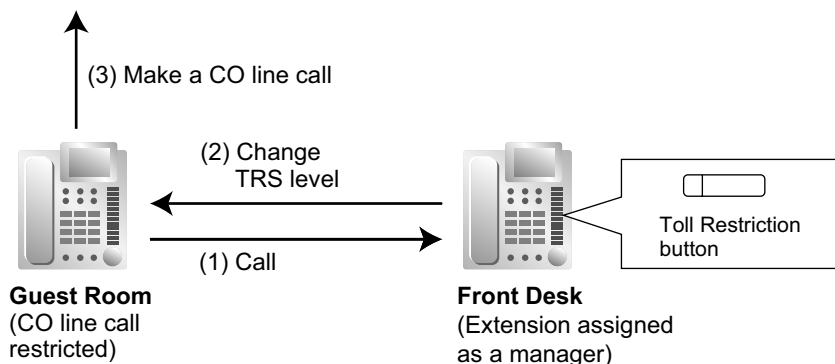 (3) Make a CO line call
(2) Change
TRS level
(1) Call
Toll Restriction
button
Guest Room
(CO line call
restricted)
Front Desk
(Extension assigned
as a manager)